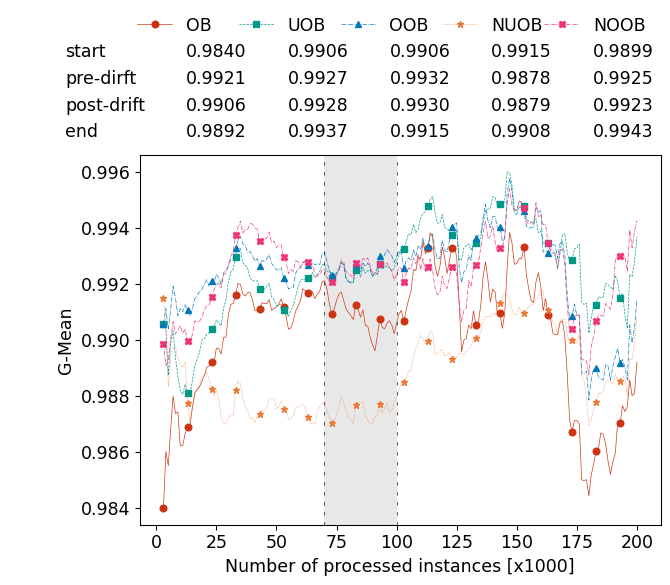 OB UOB OOB NUOB NOOB
start 0.9840 0.9906 0.9906 0.9915 0.9899
pre-dirft 0.9921 0.9927 0.9932 0.9878 0.9925
post-drift 0.9906 0.9928 0.9930 0.9879 0.9923
end 0.9892 0.9937 0.9915 0.9908 0.9943
0.996
0.994
0.992
0.990
0.988
0.986
0.984
G-Mean
0 25 50 75 100 125 150 175 200
Number of processed instances [x1000]